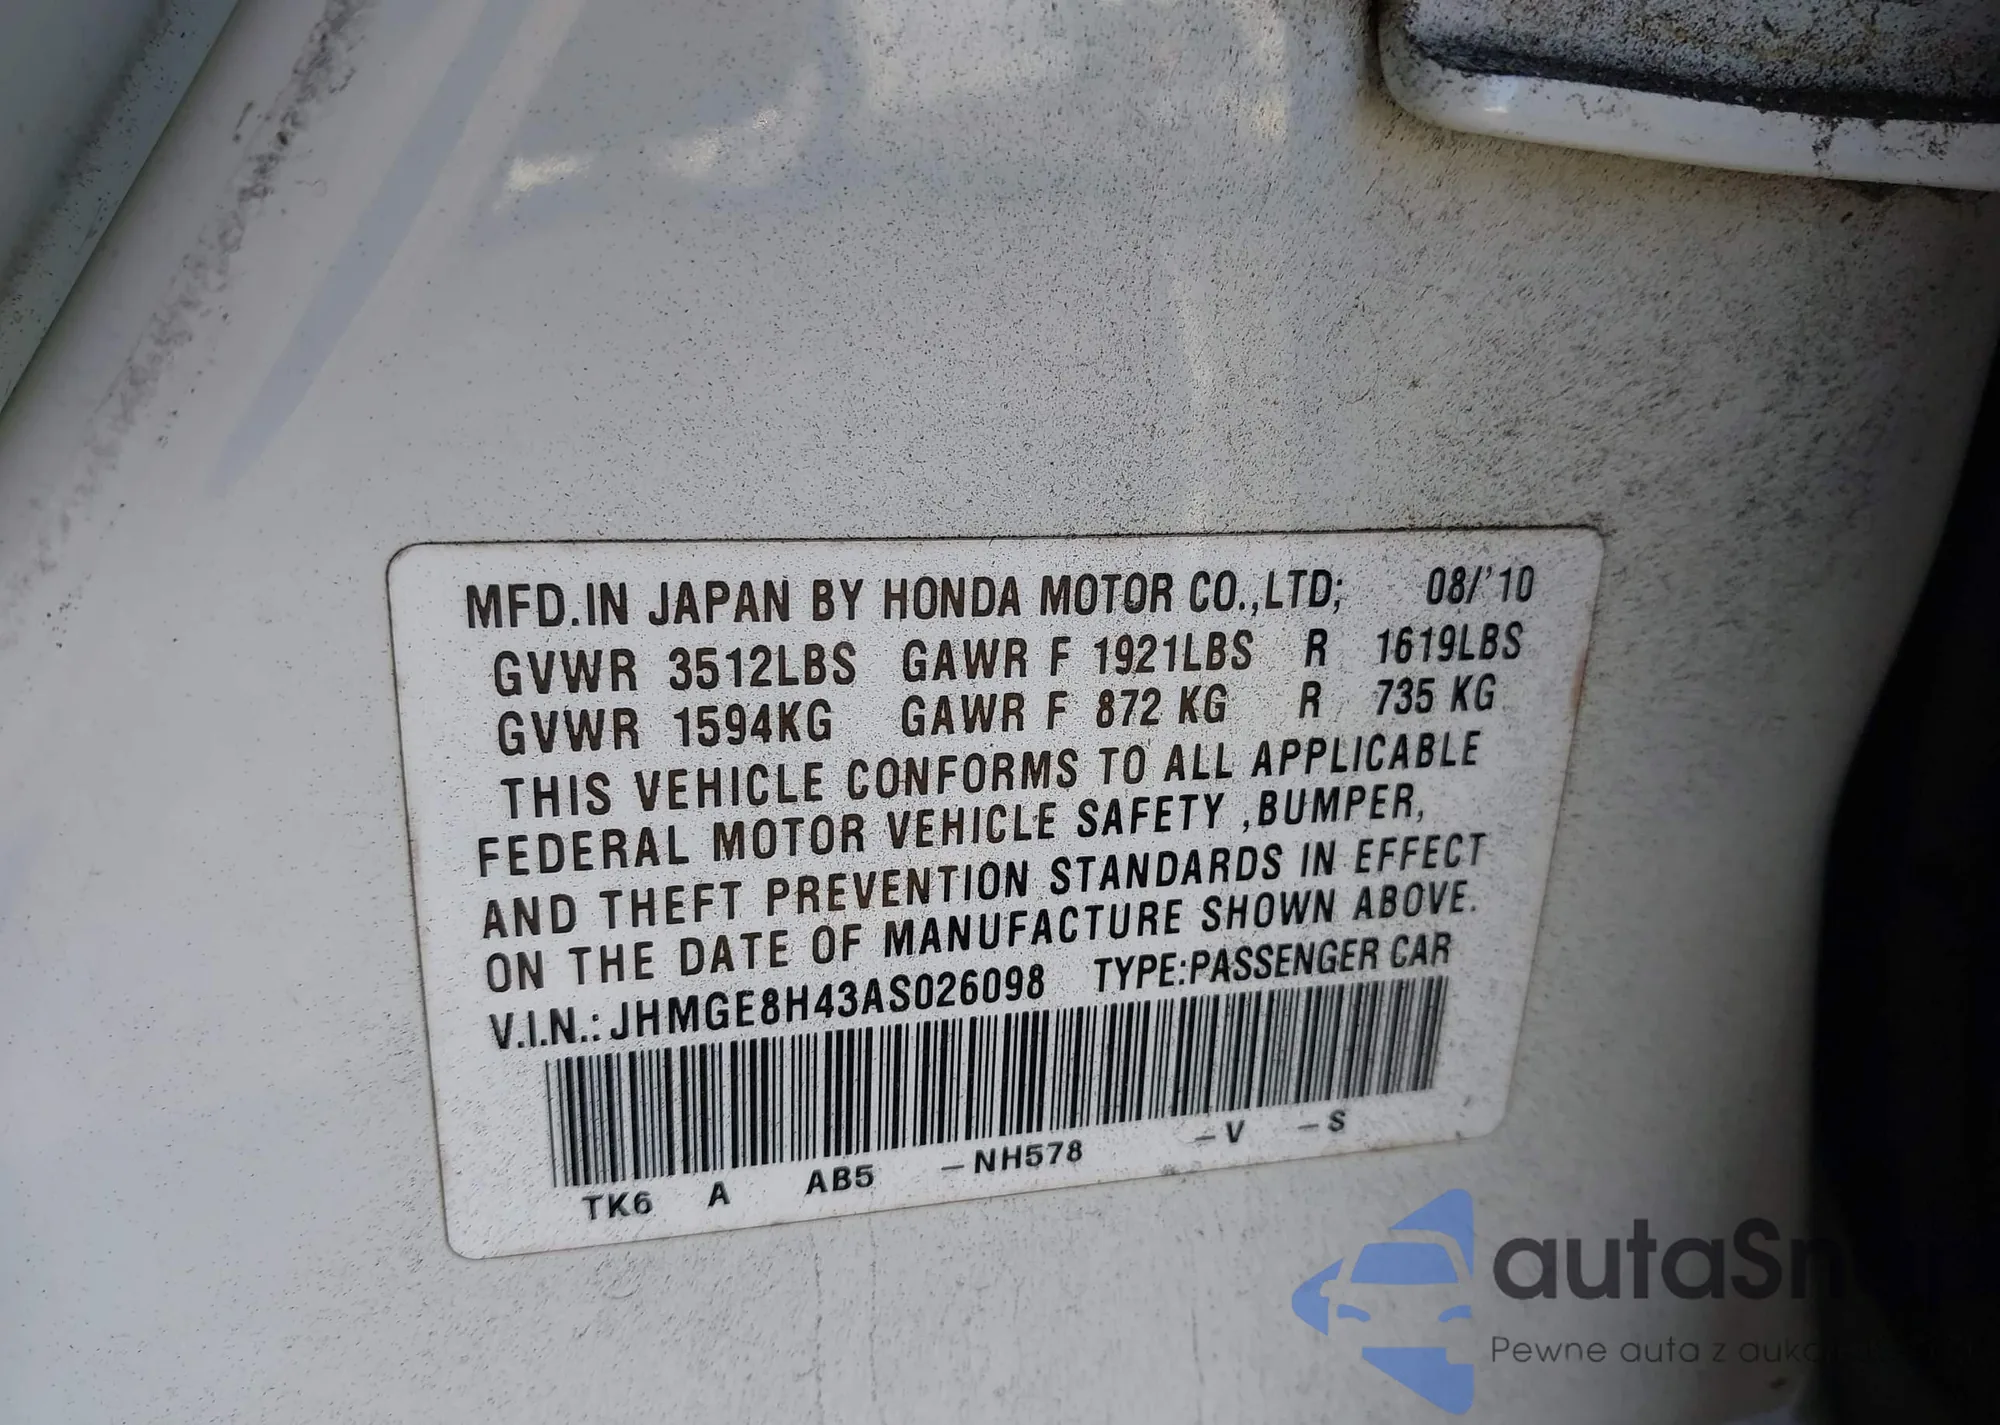 MFD.IN JAPAN BY HONDA MOTOR CO.,LTD; 08/'10
GVWR 3512LBS GAWR F 1921LBS R 1619LBS
GVWR 1594KG GAWR F 872 KG R 735 KG
THIS VEHICLE CONFORMS TO ALL APPLICABLE
FEDERAL MOTOR VEHICLE SAFETY ,BUMPER,
AND THEFT PREVENTION STANDARDS IN EFFECT
ON THE DATE OF MANUFACTURE SHOWN ABOVE.
V.I.N.: JHMGE8H43AS026098 TYPE:PASSENGER CAR
TK6 A AB5 –NH578 –V –S
Pewne auta z